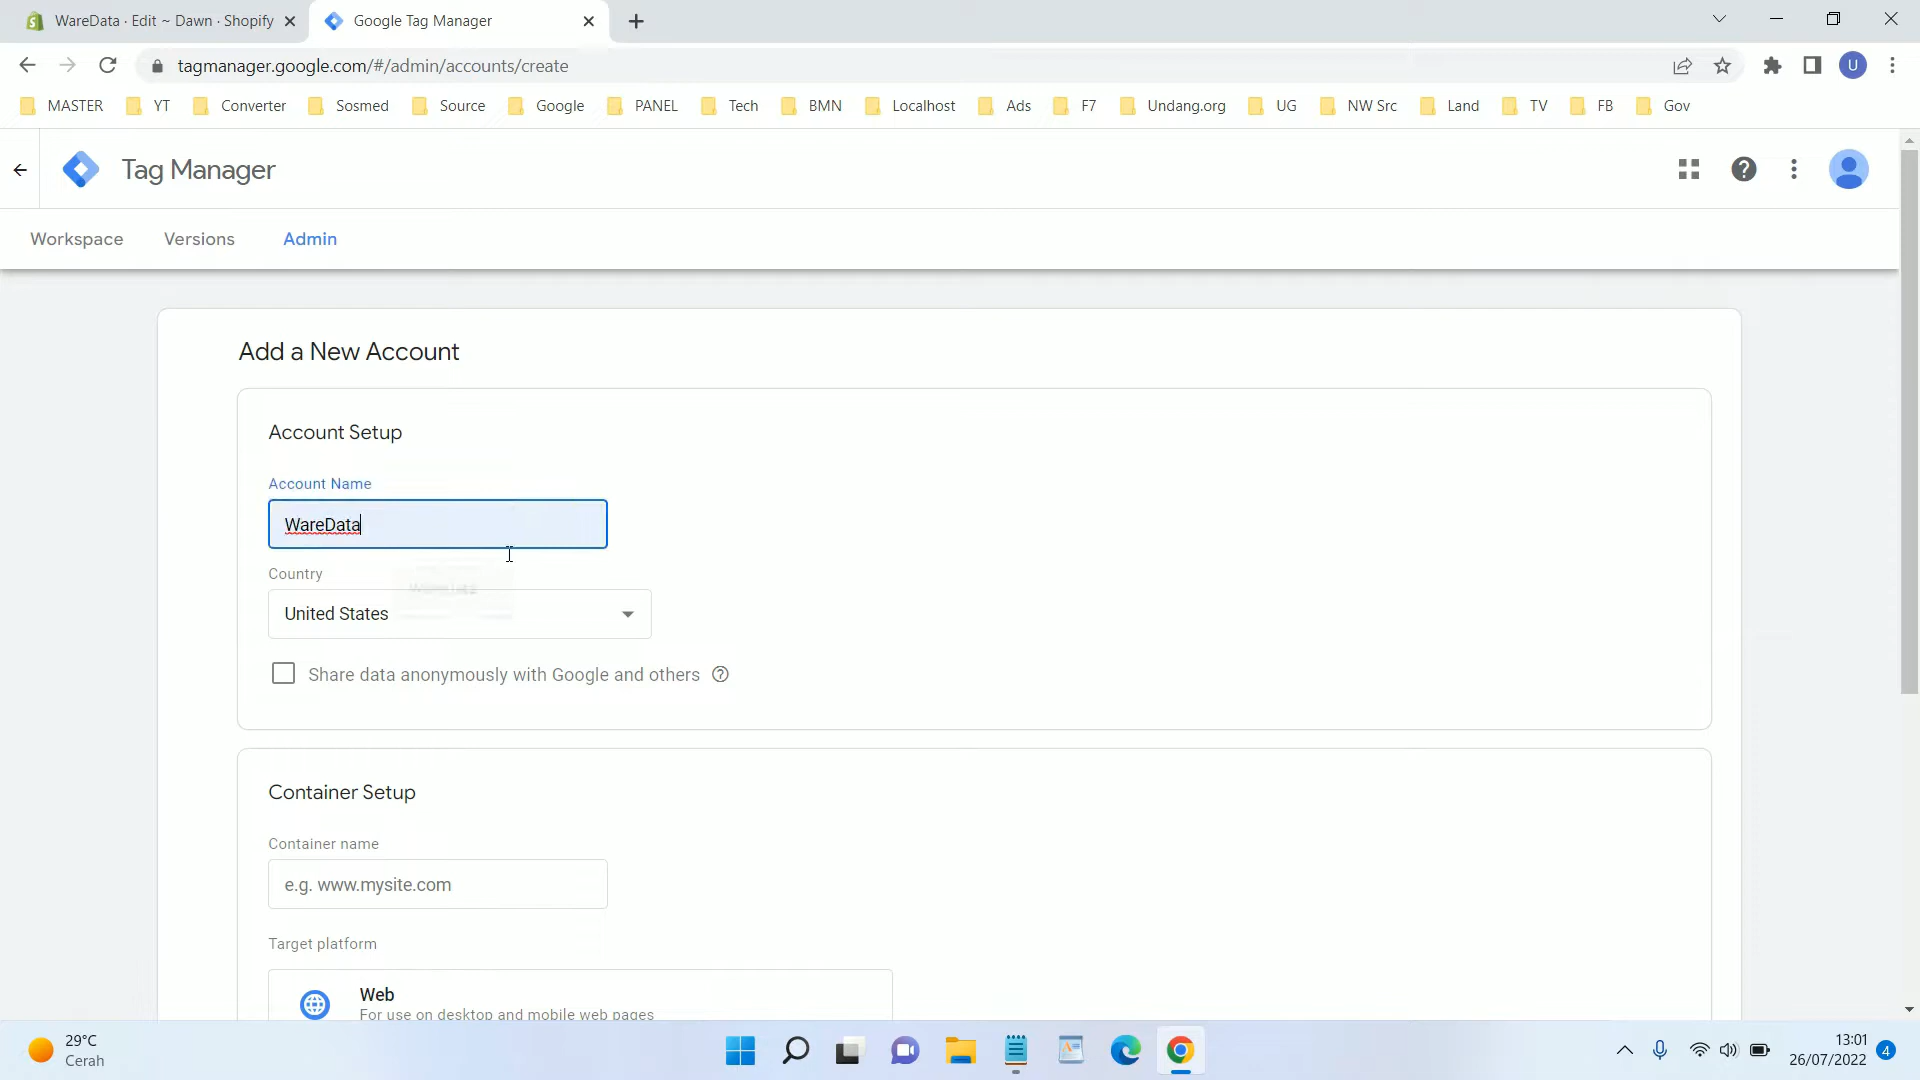 WareData · Edit ~ Dawn · Shopify
Google Tag Manager
tagmanager.google.com/#/admin/accounts/create
U
MASTER YT Converter Sosmed Source Google PANEL Tech BMN Localhost Ads F7 Undang.org UG NW Src Land TV FB Gov
Tag Manager
Workspace Versions Admin
Add a New Account
Account Setup
Account Name
WareData
Country
United States
Share data anonymously with Google and others
Container Setup
Container name
e.g. www.mysite.com
Target platform
Web
For use on desktop and mobile web pages
29°C
Cerah
13:01
26/07/2022
4